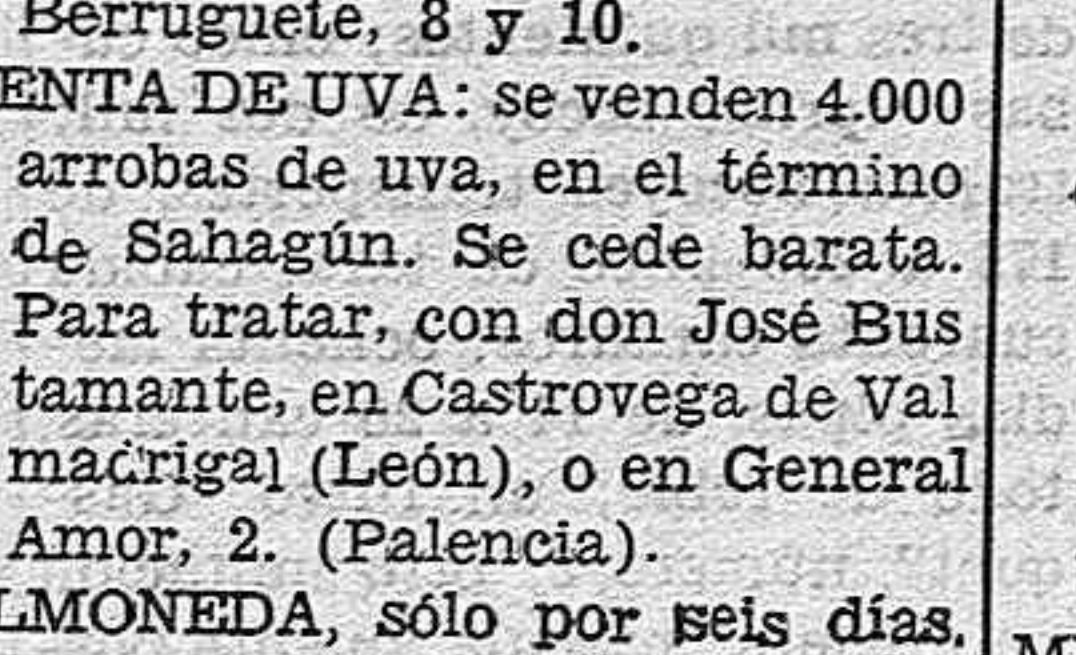 Berruguete, 8 y 10.
ENTA DE UVA: se venden 4.000
arrobas de uva, en el término
de Sahagún. Se cede barata.
Para tratar, con don José Bus
tamante, en Castrovega de Val
madrigal (León), o en General
Amor, 2. (Palencia).
LMONEDA, sólo por seis días.